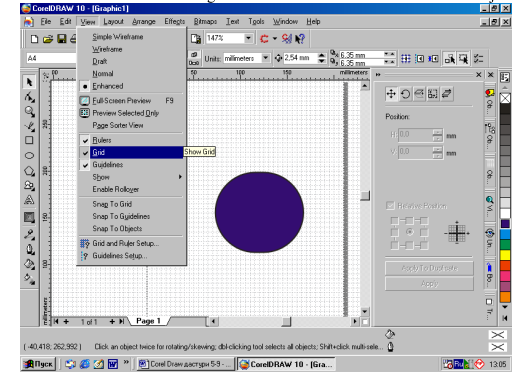 CorelDRAW 10 - [Graphic1]
File Edit View Layout Arrange Effects Bitmaps Text Tools Window Help
147%
A4
Units: millimeters
2,54 mm
6,35 mm
6,35 mm
50 100 150 millimeters
Simple Wireframe
Wireframe
Draft
Normal
Enhanced
Full-Screen Preview F9
Preview Selected Only
Page Sorter View
Rulers
Grid
Show Grid
Guidelines
Show
Enable Rollover
Snap To Grid
Snap To Guidelines
Snap To Objects
Grid and Ruler Setup...
Guidelines Setup...
Position:
H: 0,0 mm
V: 0,0 mm
Relative Position
Apply To Duplicate
Apply
250
200
150
100
millimeters
1 of 1 Page 1
(-40,418; 262,992) Click an object twice for rotating/skewing; dbl-clicking tool selects all objects; Shift+click multi-sele...
Пуск
Corel Draw дастури 5-9 - ...
CorelDRAW 10 - [Gra...
Ru
13:05